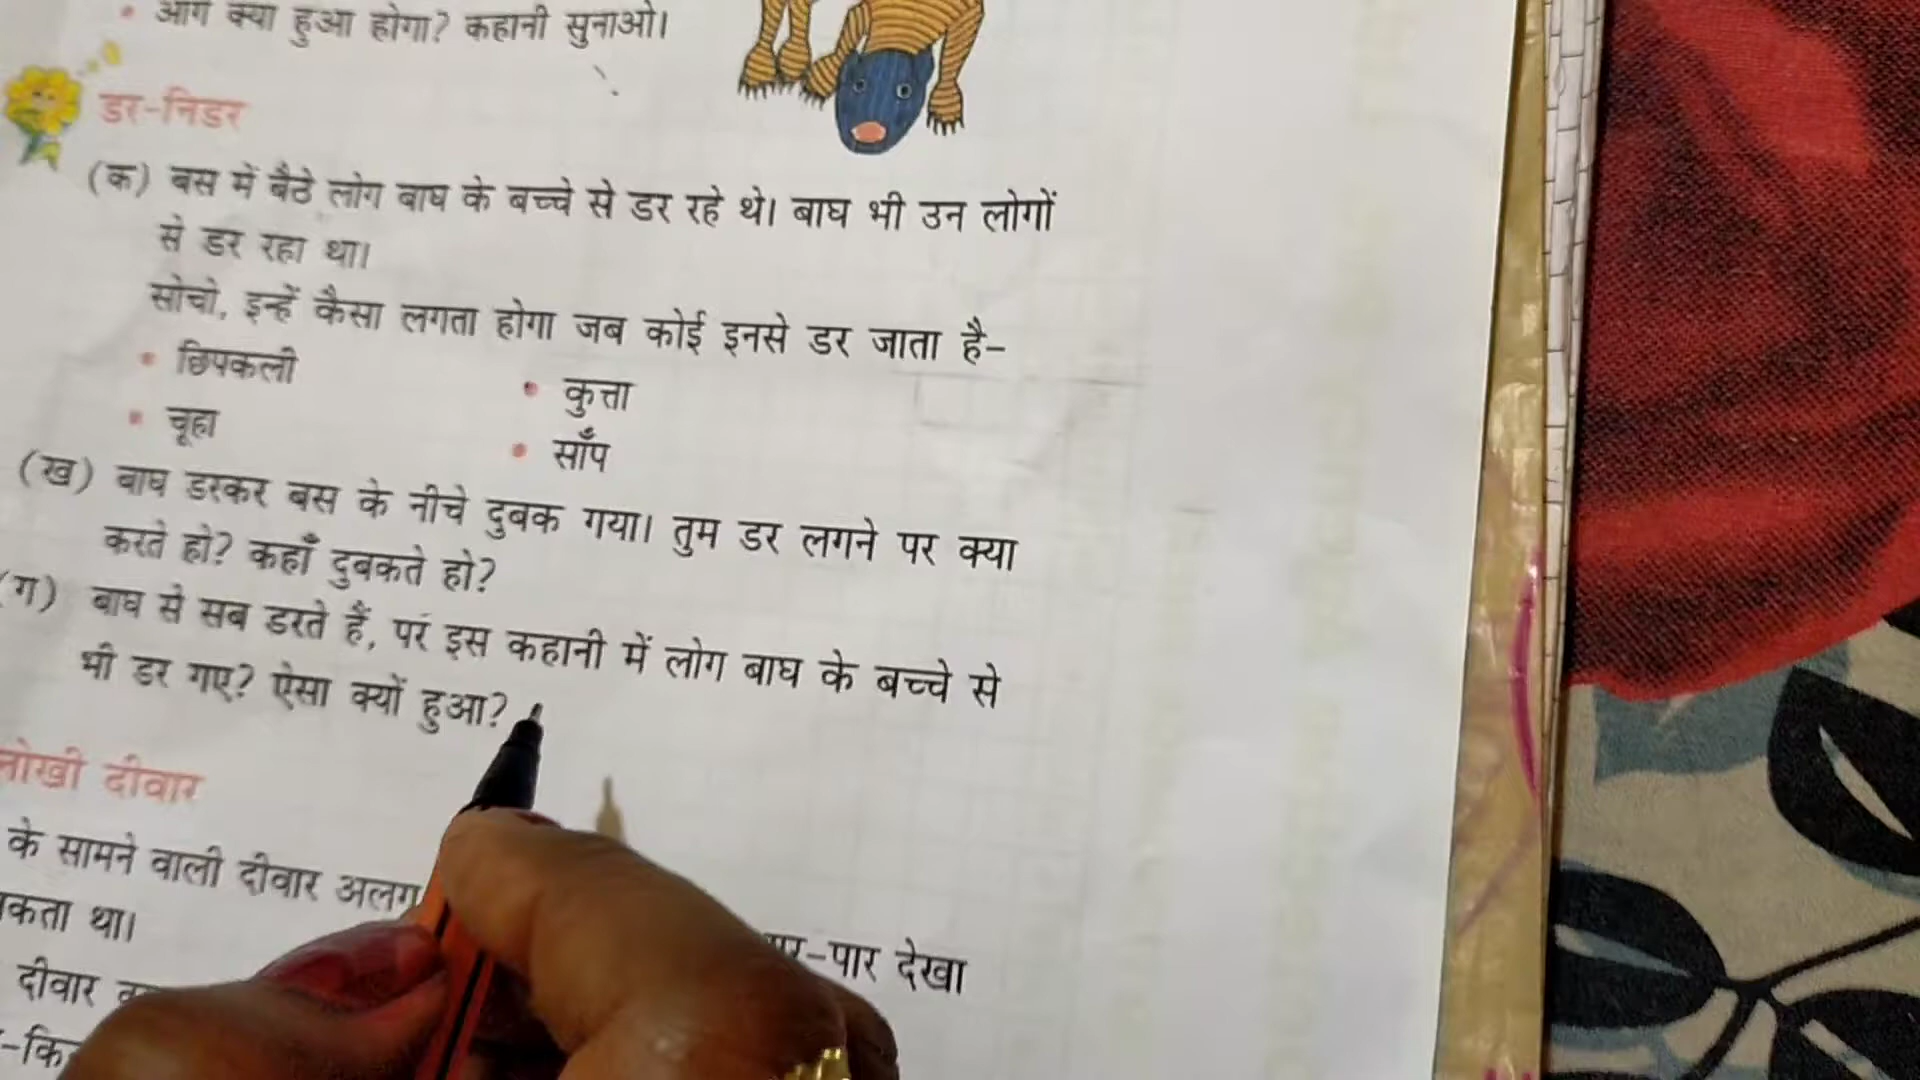 आगे क्या हुआ होगा? कहानी सुनाओ।
डर-निडर
(क) बस में बैठे लोग बाघ के बच्चे से डर रहे थे। बाघ भी उन लोगों
से डर रहा था।
सोचो, इन्हें कैसा लगता होगा जब कोई इनसे डर जाता है-
• छिपकली
• कुत्ता
• चूहा
• साँप
(ख) बाघ डरकर बस के नीचे दुबक गया। तुम डर लगने पर क्या
करते हो? कहाँ दुबकते हो?
(ग) बाघ से सब डरते हैं, पर इस कहानी में लोग बाघ के बच्चे से
भी डर गए? ऐसा क्यों हुआ?
दीवार
के सामने वाली दीवार अलग
था।
पार देखा
दीवार